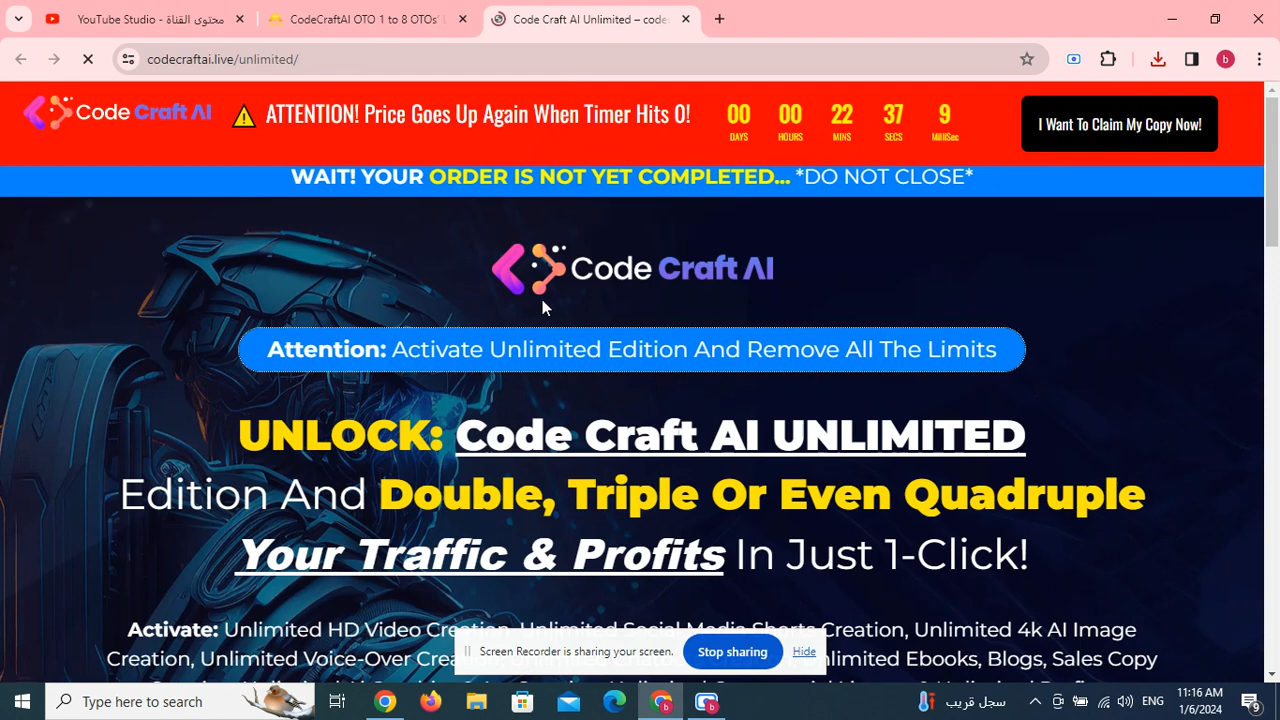 YouTube Studio - محتوى القناة
CodeCraftAI OTO 1 to 8 OTOs'
Code Craft AI Unlimited – code
codecraftai.live/unlimited/
b
Code Craft AI
ATTENTION! Price Goes Up Again When Timer Hits 0!
00 00 22 37 9
DAYS HOURS MINS SECS MilliSec
I Want To Claim My Copy Now!
WAIT! YOUR ORDER IS NOT YET COMPLETED... *DO NOT CLOSE*
Code Craft AI
Attention: Activate Unlimited Edition And Remove All The Limits
UNLOCK: Code Craft AI UNLIMITED
Edition And Double, Triple Or Even Quadruple
Your Traffic & Profits In Just 1-Click!
Activate: Unlimited HD Video Creation, Unlimited Social Media Shorts Creation, Unlimited 4k AI Image
Creation, Unlimited Voice-Over Creation, Unlimited Ebooks, Blogs, Sales Copy
Screen Recorder is sharing your screen.
Stop sharing
Hide
Type here to search
سجل قريب
ENG
11:16 AM
1/6/2024
9